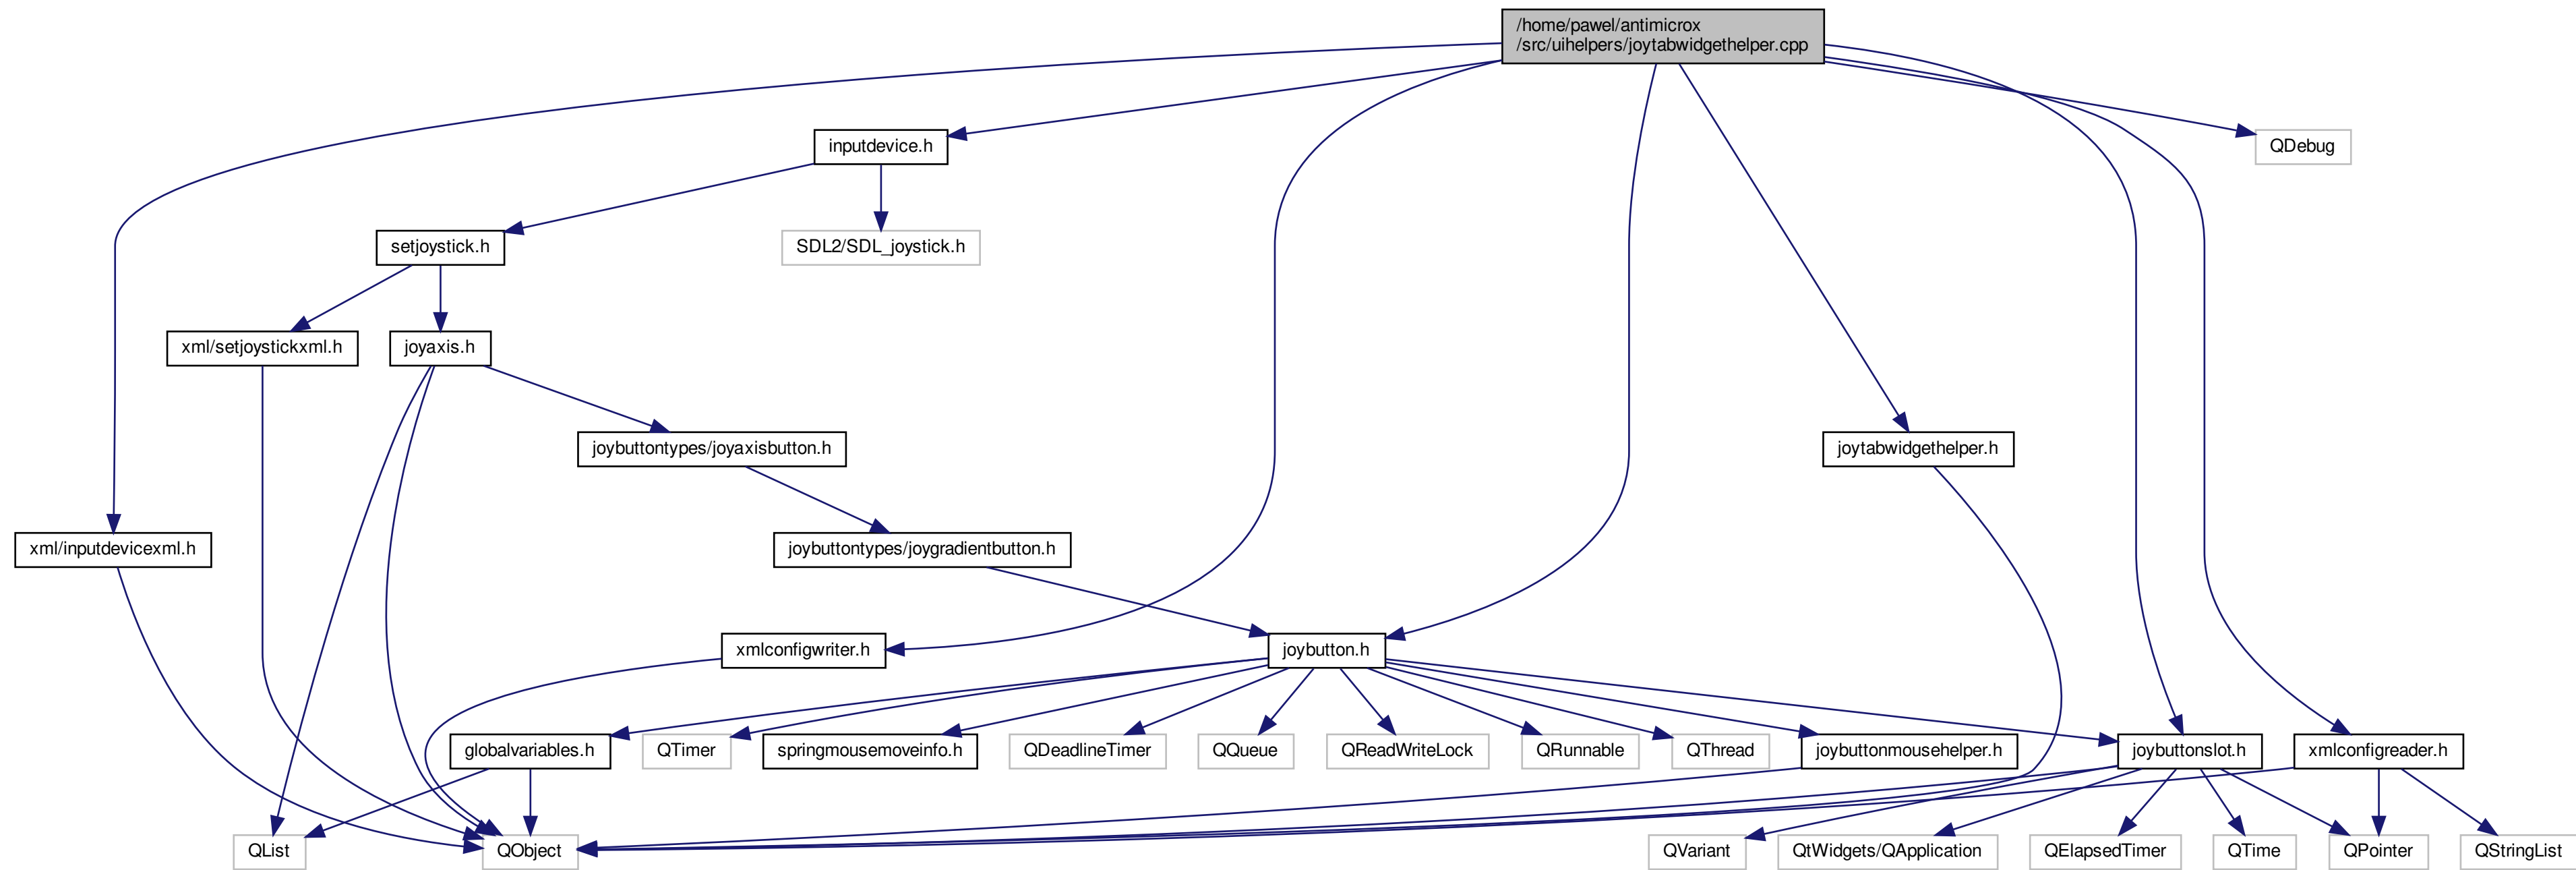 /home/pawel/antimicrox
/src/uihelpers/joytabwidgethelper.cpp
inputdevice.h
QDebug
setjoystick.h
SDL2/SDL_joystick.h
xml/setjoystickxml.h
joyaxis.h
joybuttontypes/joyaxisbutton.h
joytabwidgethelper.h
xml/inputdevicexml.h
joybuttontypes/joygradientbutton.h
xmlconfigwriter.h
joybutton.h
globalvariables.h
QTimer
springmousemoveinfo.h
QDeadlineTimer
QQueue
QReadWriteLock
QRunnable
QThread
joybuttonmousehelper.h
joybuttonslot.h
xmlconfigreader.h
QList
QObject
QVariant
QtWidgets/QApplication
QElapsedTimer
QTime
QPointer
QStringList